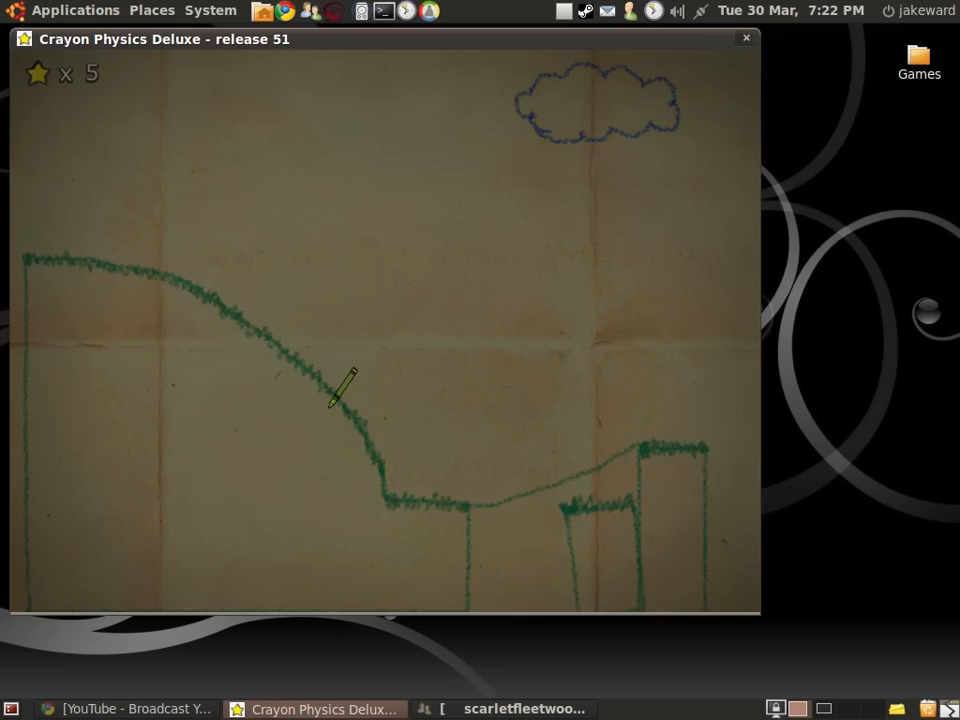 Applications Places System
Tue 30 Mar, 7:22 PM jakeward
Crayon Physics Deluxe - release 51
Games
x 5
[YouTube - Broadcast Y...
Crayon Physics Delux...
[ scarletfleetwoo...